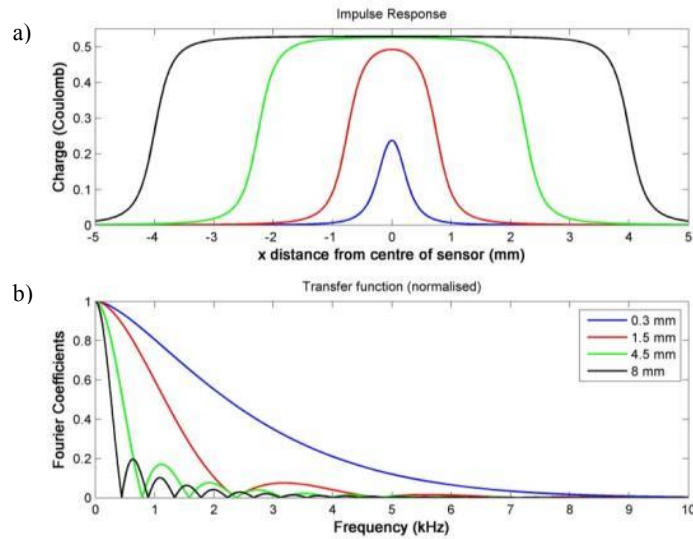 a)
Impulse Response
Charge (Coulomb)
0.5
0.4
0.3
0.2
0.1
0
-5 -4 -3 -2 -1 0 1 2 3 4 5
x distance from centre of sensor (mm)
b)
Transfer function (normalised)
Fourier Coefficients
1
0.8
0.6
0.4
0.2
0
0.3 mm
1.5 mm
4.5 mm
8 mm
0 1 2 3 4 5 6 7 8 9 10
Frequency (kHz)